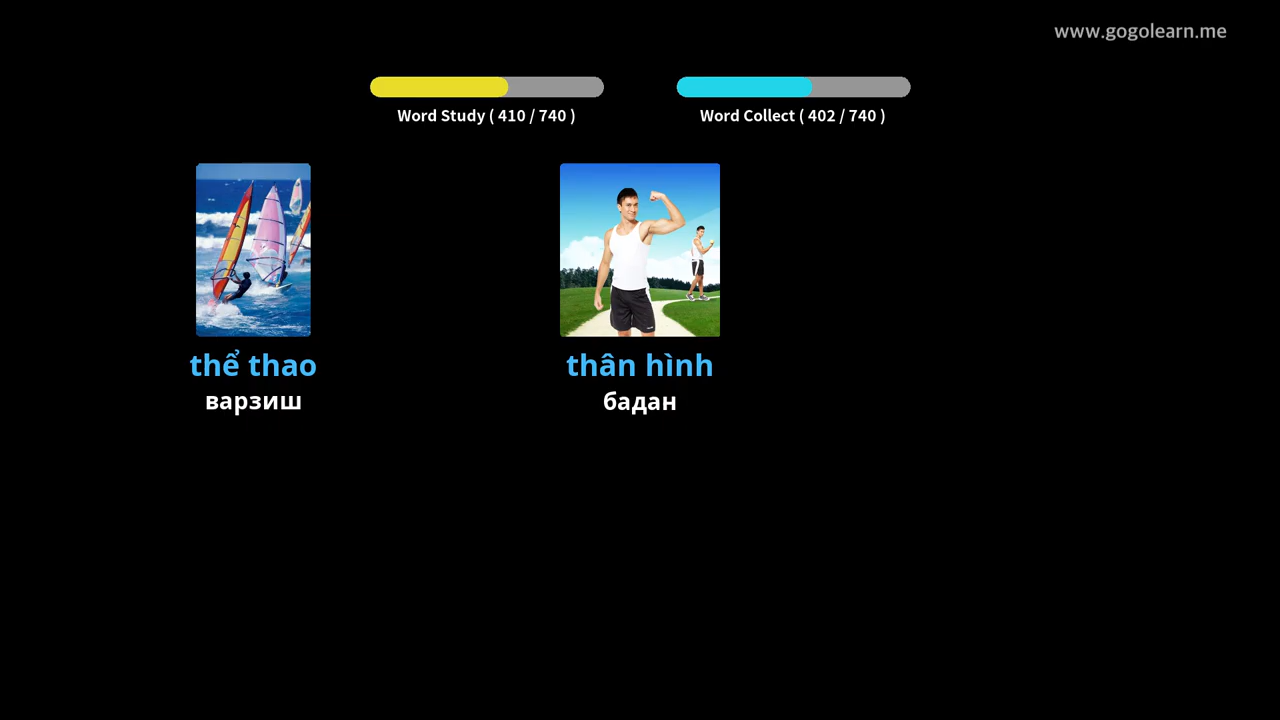 www.gogolearn.me
Word Study ( 410 / 740 )
Word Collect ( 402 / 740 )
thể thao
варзиш
thân hình
бадан